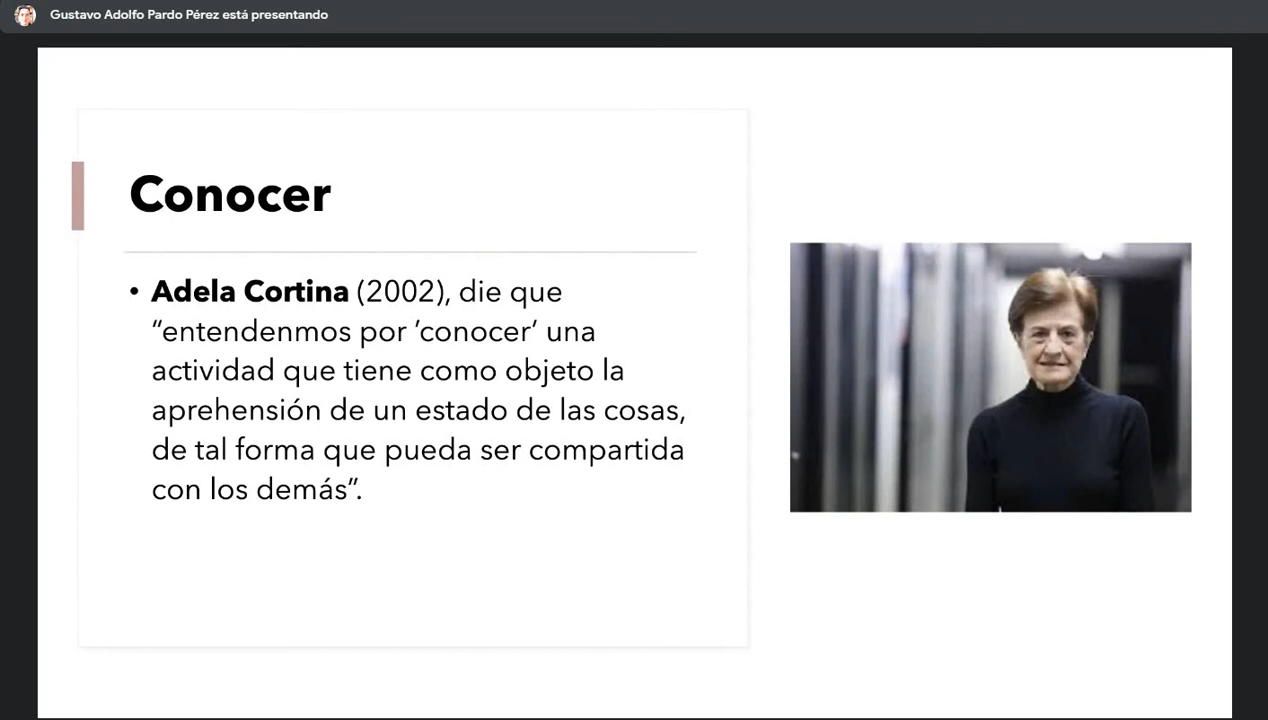 Gustavo Adolfo Pardo Pérez está presentando
Conocer
• Adela Cortina (2002), die que
“entendenmos por ’conocer’ una
actividad que tiene como objeto la
aprehensión de un estado de las cosas,
de tal forma que pueda ser compartida
con los demás”.